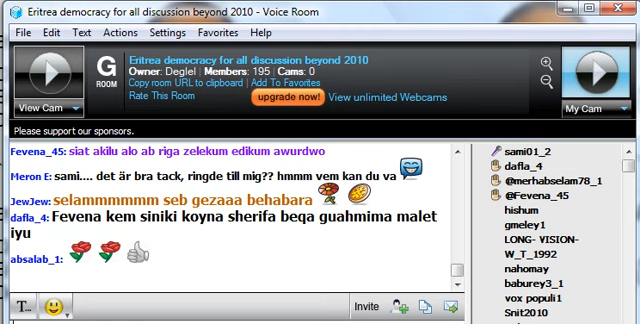 Eritrea democracy for all discussion beyond 2010 - Voice Room
File Edit Text Actions Settings Favorites Help
G
ROOM
Eritrea democracy for all discussion beyond 2010
Owner: Deglel | Members: 195 | Cams: 0
Copy room URL to clipboard | Add To Favorites
Rate This Room upgrade now! View unlimited Webcams
View Cam
My Cam
Please support our sponsors.
Fevena_45: siat akilu alo ab riga zelekum edikum awurdwo
Meron E: sami.... det är bra tack, ringde till mig?? hmmm vem kan du va
JewJew: selammmmmm seb gezaaa behabara
dafla_4: Fevena kem siniki koyna sherifa beqa guahmima malet
iyu
absalab_1:
T...
Invite
sami01_2
dafla_4
@merhabselam78_1
@Fevena_45
hishum
gmeley1
LONG- VISION-
W_T_1992
nahomay
baburey3_1
vox populi1
Snit2010